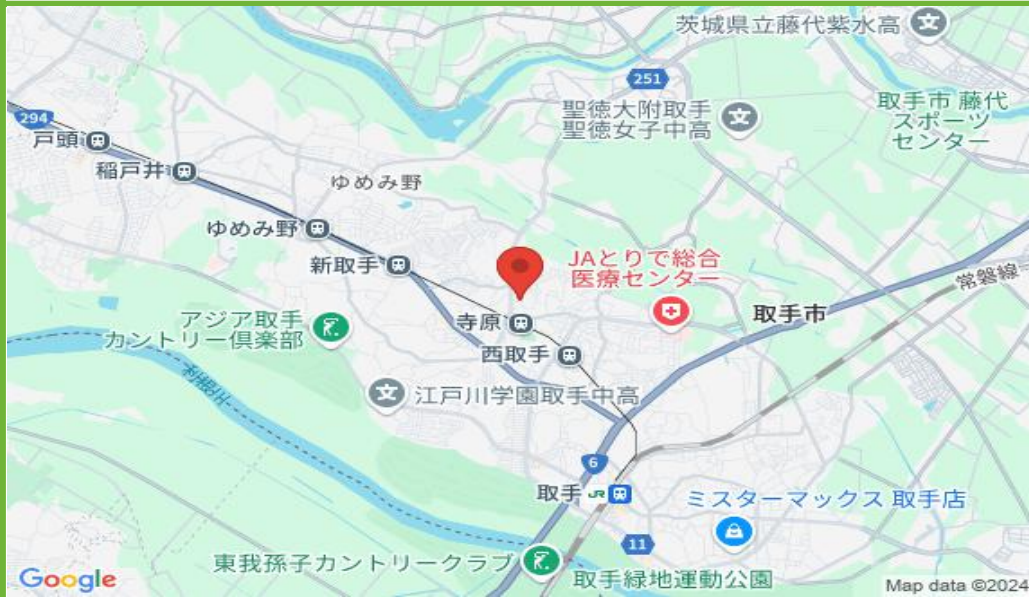 茨城県立藤代紫水高
251
聖徳大附取手
聖徳女子中高
取手市 藤代
スポーツ
センター
294
戸頭
稲戸井
ゆめみ野
ゆめみ野
新取手
JAとりで総合
医療センター
常磐線
取手市
アジア取手
カントリー倶楽部
寺原
西取手
利根川
文
江戸川学園取手中高
6
取手 JR
ミスターマックス 取手店
11
東我孫子カントリークラブ
取手緑地運動公園
Google
Map data ©2024